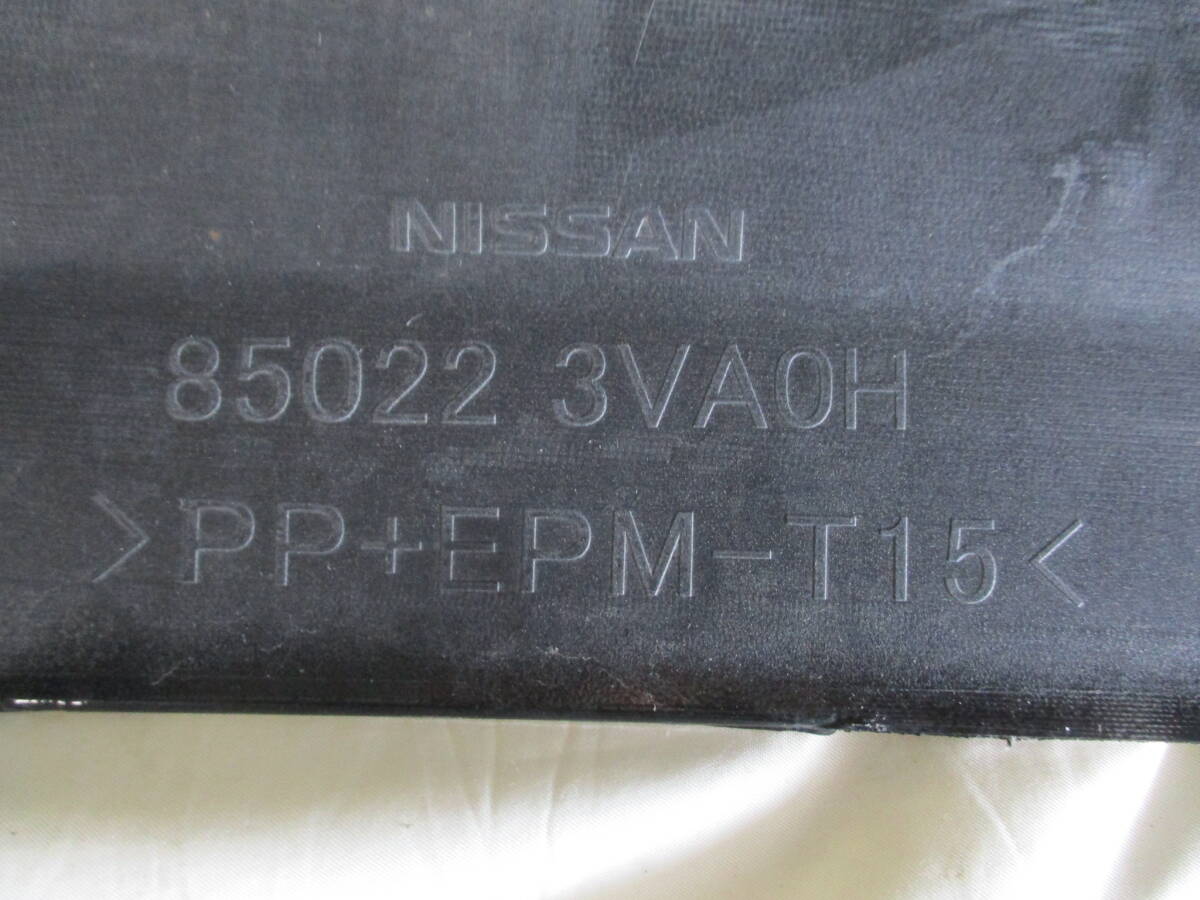 NISSAN
85022 3VA0H
>PP+EPM-T15<